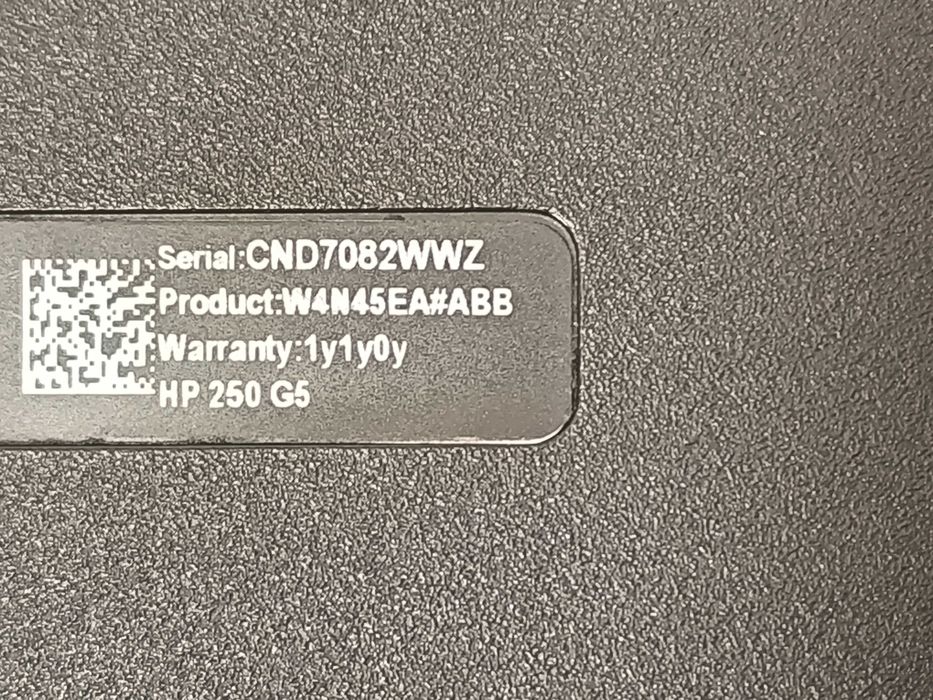 Serial:CND7082WWZ
Product:W4N45EA#ABB
Warranty:1y1y0y
HP 250 G5